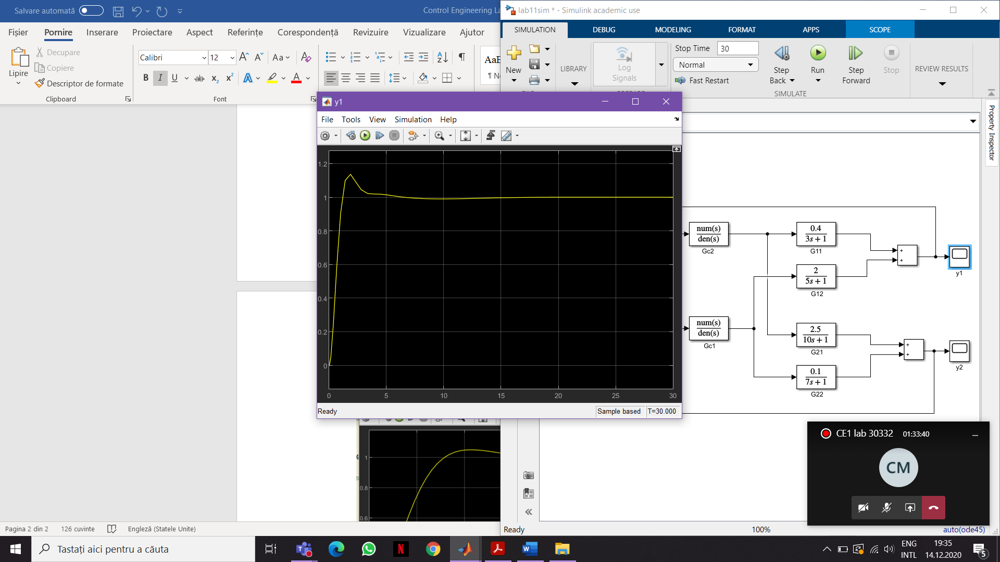 Salvare automată
Control Engineering La
Fișier Pornire Inserare Proiectare Aspect Referințe Corespondență Revizuire Vizualizare Ajutor
Lipire
Decupare
Copiere
Descriptor de formate
Clipboard
Calibri 12
Aa
B I U ab x₂ x² A A
Font
AaB
¶ No
lab11sim * - Simulink academic use
SIMULATION DEBUG MODELING FORMAT APPS SCOPE
New
LIBRARY
Log
Signals
Stop Time 30
Normal
Fast Restart
Step
Back
Run
Step
Forward
Stop
SIMULATE
REVIEW RESULTS
Property Inspector
y1
File Tools View Simulation Help
1.2
1
0.8
0.6
0.4
0.2
0
0 5 10 15 20 25 30
Ready
Sample based T=30.000
num(s)
den(s)
Gc2
0.4
3s + 1
G11
2
5s + 1
G12
y1
num(s)
den(s)
Gc1
2.5
10s + 1
G21
0.1
7s + 1
G22
y2
1
0.8
0.6
CE1 lab 30332 01:33:40
CM
Pagina 2 din 2 126 cuvinte Engleză (Statele Unite)
Ready 100% auto(ode45)
Tastați aici pentru a căuta
ENG
INTL
19:35
14.12.2020
5